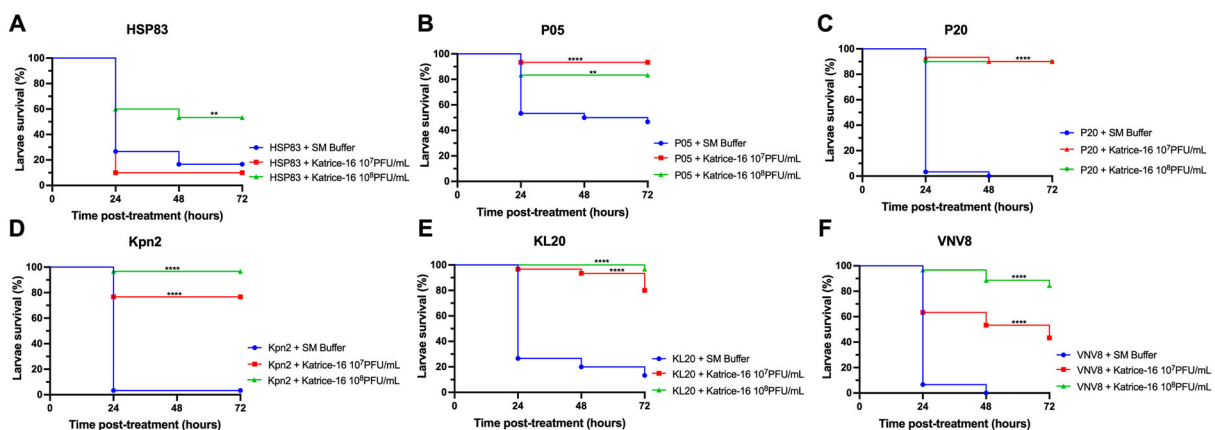 A
HSP83
Larvae survival (%)
100
80
60
40
20
0
**
0
24
48
72
Time post-treatment (hours)
HSP83 + SM Buffer
HSP83 + Katrice-16 10⁷PFU/mL
HSP83 + Katrice-16 10⁸PFU/mL
B
P05
Larvae survival (%)
100
80
60
40
20
0
****
**
0
24
48
72
Time post-treatment (hours)
P05 + SM Buffer
P05 + Katrice-16 10⁷PFU/mL
P05 + Katrice-16 10⁸PFU/mL
C
P20
Larvae survival (%)
100
80
60
40
20
0
****
0
24
48
72
Time post-treatment (hours)
P20 + SM Buffer
P20 + Katrice-16 10⁷PFU/mL
P20 + Katrice-16 10⁸PFU/mL
D
Kpn2
Larvae survival (%)
100
80
60
40
20
0
****
****
0
24
48
72
Time post-treatment (hours)
Kpn2 + SM Buffer
Kpn2 + Katrice-16 10⁷PFU/mL
Kpn2 + Katrice-16 10⁸PFU/mL
E
KL20
Larvae survival (%)
100
80
60
40
20
0
****
****
0
24
48
72
Time post-treatment (hours)
KL20 + SM Buffer
KL20 + Katrice-16 10⁷PFU/mL
KL20 + Katrice-16 10⁸PFU/mL
F
VNV8
Larvae survival (%)
100
80
60
40
20
0
****
****
0
24
48
72
Time post-treatment (hours)
VNV8 + SM Buffer
VNV8 + Katrice-16 10⁷PFU/mL
VNV8 + Katrice-16 10⁸PFU/mL